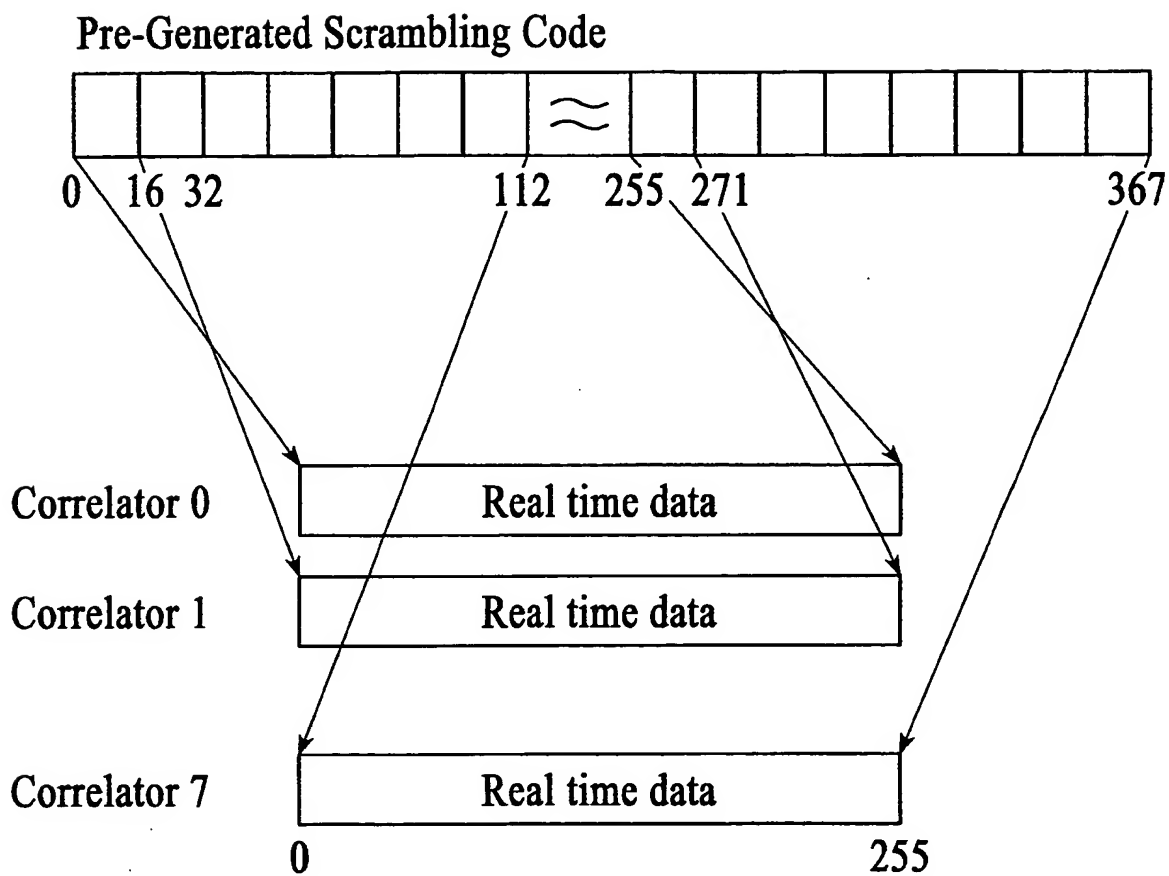 Pre-Generated Scrambling Code
0 16 32 112 255 271 367
Correlator 0 Real time data
Correlator 1 Real time data
Correlator 7 Real time data
0 255